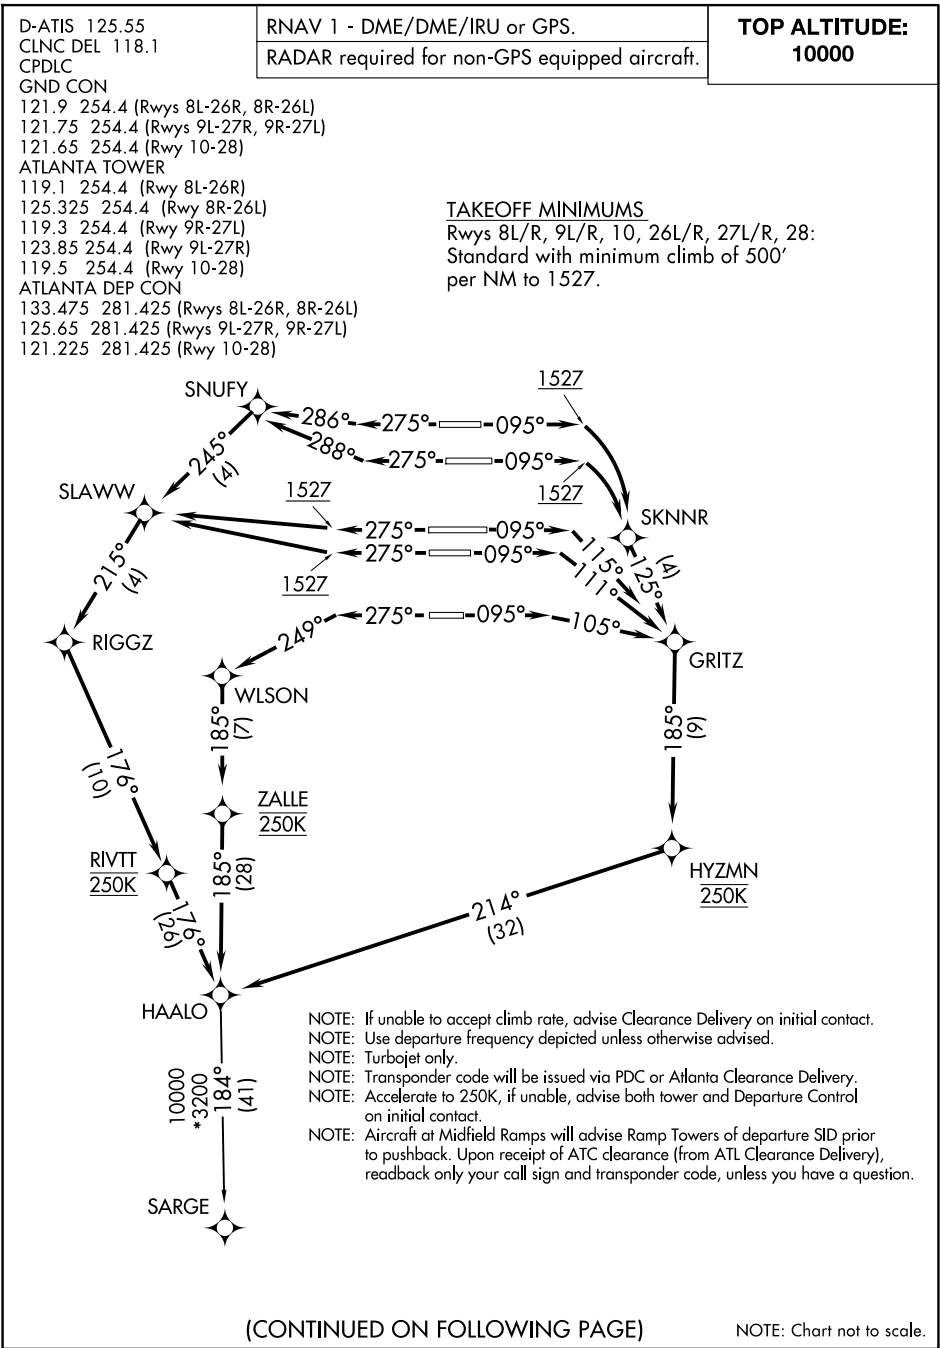 D-ATIS 125.55
CLNC DEL 118.1
CPDLC
GND CON
121.9 254.4 (Rwys 8L-26R, 8R-26L)
121.75 254.4 (Rwys 9L-27R, 9R-27L)
121.65 254.4 (Rwy 10-28)
ATLANTA TOWER
119.1 254.4 (Rwy 8L-26R)
125.325 254.4 (Rwy 8R-26L)
119.3 254.4 (Rwy 9R-27L)
123.85 254.4 (Rwy 9L-27R)
119.5 254.4 (Rwy 10-28)
ATLANTA DEP CON
133.475 281.425 (Rwys 8L-26R, 8R-26L)
125.65 281.425 (Rwys 9L-27R, 9R-27L)
121.225 281.425 (Rwy 10-28)
RNAV 1 - DME/DME/IRU or GPS.
RADAR required for non-GPS equipped aircraft.
TOP ALTITUDE:
10000
TAKEOFF MINIMUMS
Rwys 8L/R, 9L/R, 10, 26L/R, 27L/R, 28:
Standard with minimum climb of 500'
per NM to 1527.
1527
SNUFY
286° 275° 095°
288° 275° 095°
245°
(4)
1527
1527
SLAWW
SKNNR
275° 095°
275° 095°
115°
111°
(4)
125°
1527
215°
(4)
249° 275° 095° 105°
RIGGZ
GRITZ
WLSON
185°
(7)
185°
(9)
176°
(10)
ZALLE
250K
RIVTT
250K
185°
(28)
HYZMN
250K
176°
(26)
214°
(32)
HAALO
10000
*3200
184°
(41)
SARGE
NOTE: If unable to accept climb rate, advise Clearance Delivery on initial contact.
NOTE: Use departure frequency depicted unless otherwise advised.
NOTE: Turbojet only.
NOTE: Transponder code will be issued via PDC or Atlanta Clearance Delivery.
NOTE: Accelerate to 250K, if unable, advise both tower and Departure Control
on initial contact.
NOTE: Aircraft at Midfield Ramps will advise Ramp Towers of departure SID prior
to pushback. Upon receipt of ATC clearance (from ATL Clearance Delivery),
readback only your call sign and transponder code, unless you have a question.
(CONTINUED ON FOLLOWING PAGE)
NOTE: Chart not to scale.